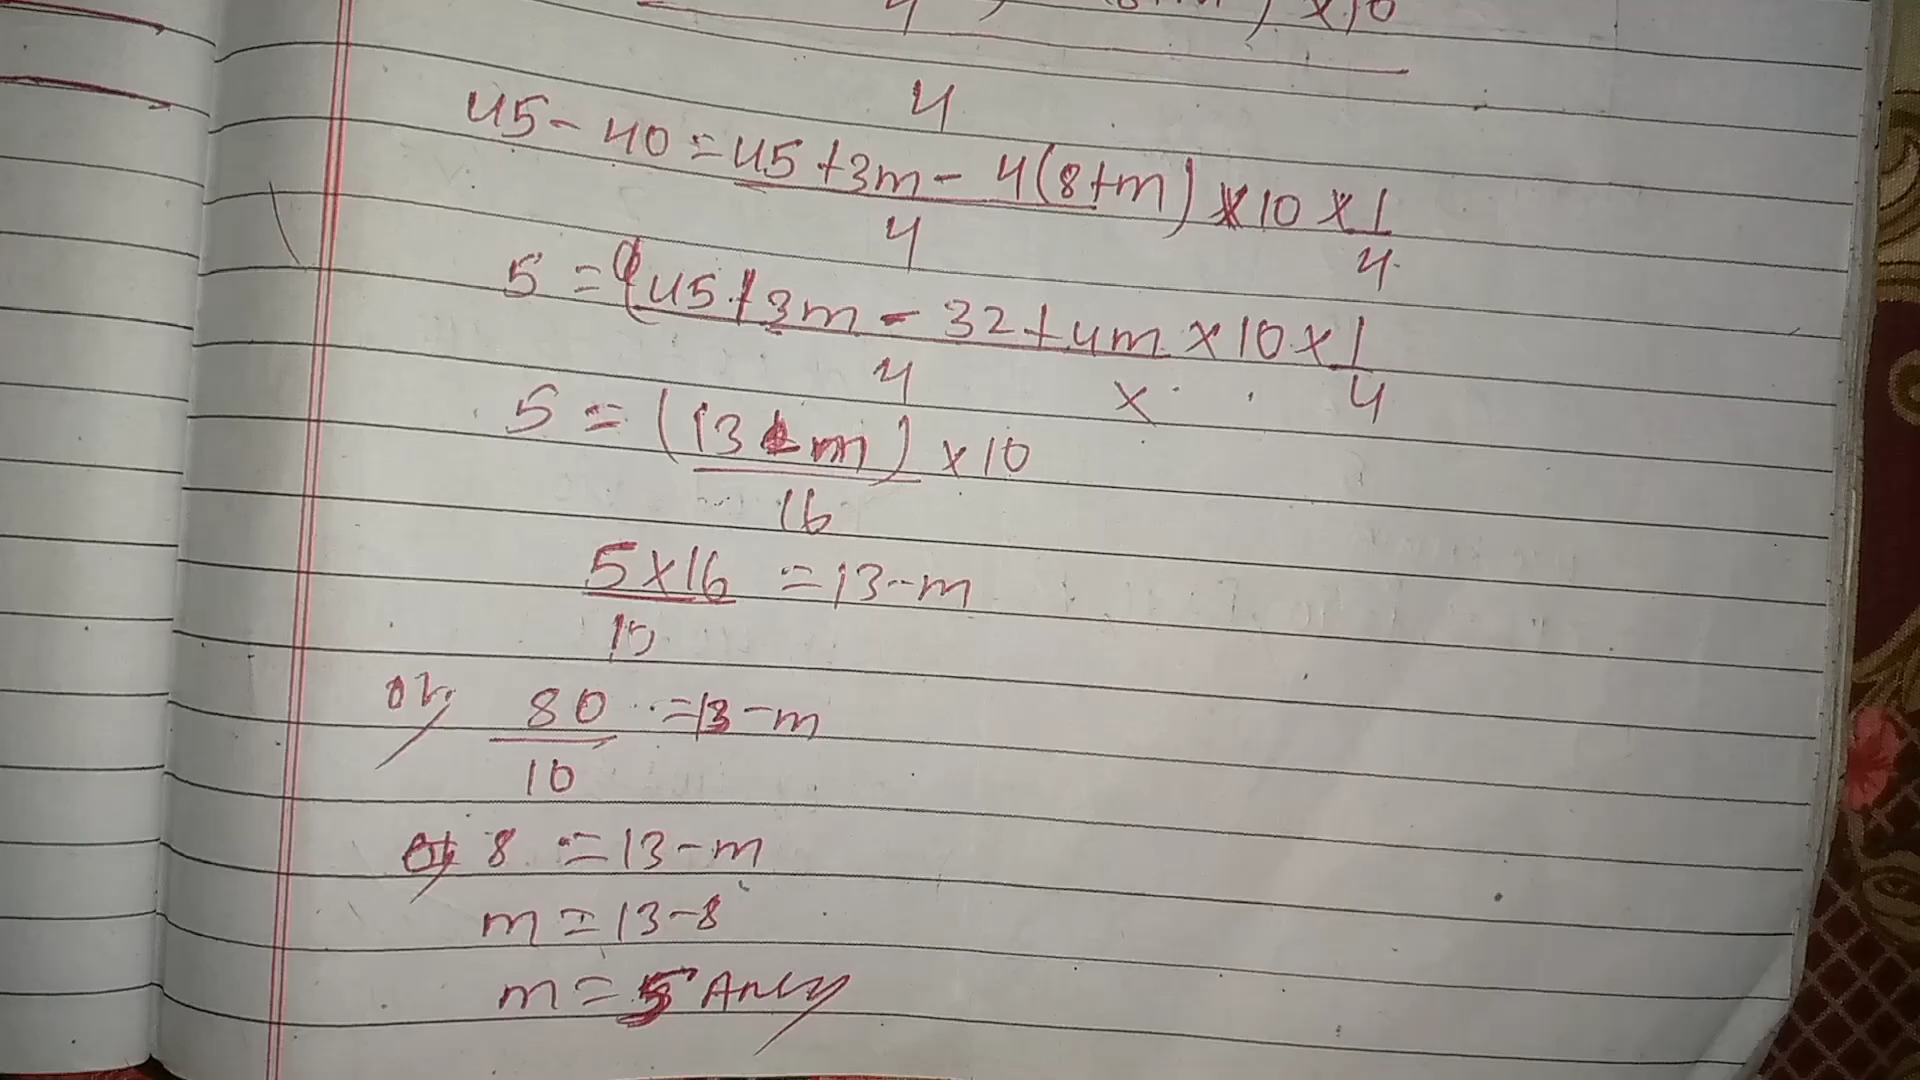 4 ) × 10
4
45 - 40 = 45 + 3m - 4(8+m) × 10 × 1
4 4
5 = (45 + 3m - 32 + 4m × 10 × 1
4 × 4
5 = (13 - m) × 10
16
5×16 = 13-m
10
or, 80 = 13-m
10
or, 8 = 13-m
m = 13-8
m = 5 Ans